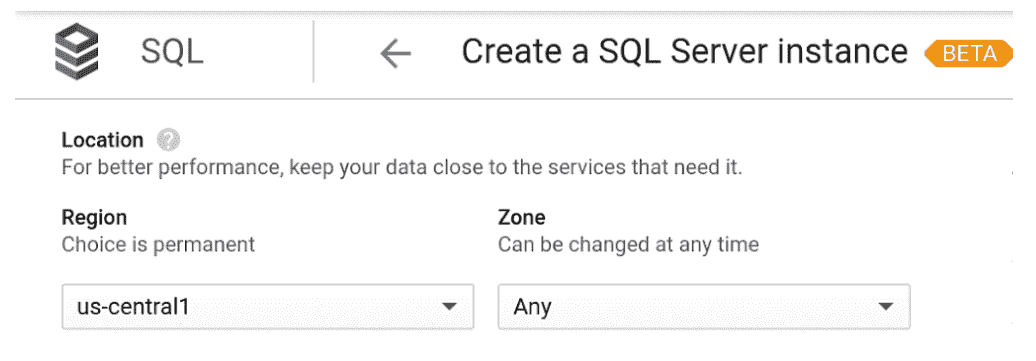 SQL
Create a SQL Server instance BETA
Location
For better performance, keep your data close to the services that need it.
Region
Choice is permanent
us-central1
Zone
Can be changed at any time
Any